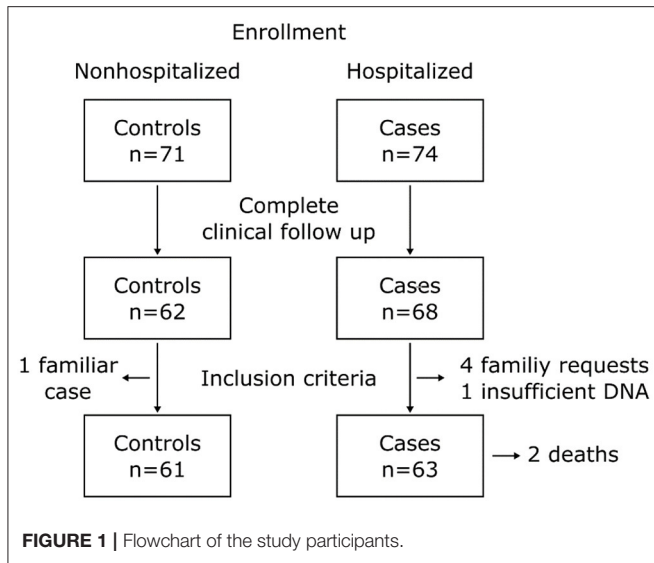 Enrollment
Nonhospitalized
Hospitalized
Controls
n=71
Cases
n=74
Complete
clinical follow up
Controls
n=62
Cases
n=68
1 familiar
case
Inclusion criteria
4 familiy requests
1 insufficient DNA
Controls
n=61
Cases
n=63
2 deaths
FIGURE 1 | Flowchart of the study participants.